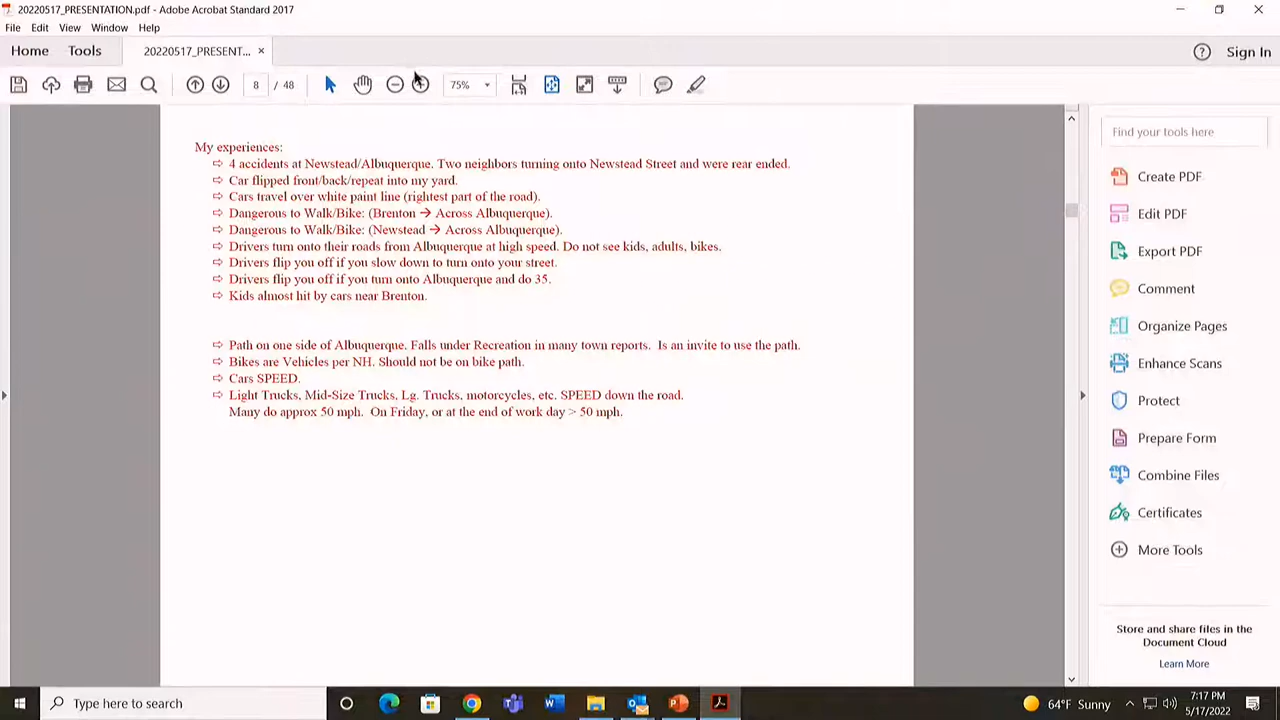 20220517_PRESENTATION.pdf - Adobe Acrobat Standard 2017
File Edit View Window Help
Home Tools 20220517_PRESENT... × Sign In
8 / 48 75%
My experiences:
⇨ 4 accidents at Newstead/Albuquerque. Two neighbors turning onto Newstead Street and were rear ended.
⇨ Car flipped front/back/repeat into my yard.
⇨ Cars travel over white paint line (rightest part of the road).
⇨ Dangerous to Walk/Bike: (Brenton → Across Albuquerque).
⇨ Dangerous to Walk/Bike: (Newstead → Across Albuquerque).
⇨ Drivers turn onto their roads from Albuquerque at high speed. Do not see kids, adults, bikes.
⇨ Drivers flip you off if you slow down to turn onto your street.
⇨ Drivers flip you off if you turn onto Albuquerque and do 35.
⇨ Kids almost hit by cars near Brenton.
⇨ Path on one side of Albuquerque. Falls under Recreation in many town reports. Is an invite to use the path.
⇨ Bikes are Vehicles per NH. Should not be on bike path.
⇨ Cars SPEED.
⇨ Light Trucks, Mid-Size Trucks, Lg. Trucks, motorcycles, etc. SPEED down the road.
Many do approx 50 mph. On Friday, or at the end of work day > 50 mph.
Find your tools here
Create PDF
Edit PDF
Export PDF
Comment
Organize Pages
Enhance Scans
Protect
Prepare Form
Combine Files
Certificates
More Tools
Store and share files in the
Document Cloud
Learn More
Type here to search
64°F Sunny
7:17 PM
5/17/2022